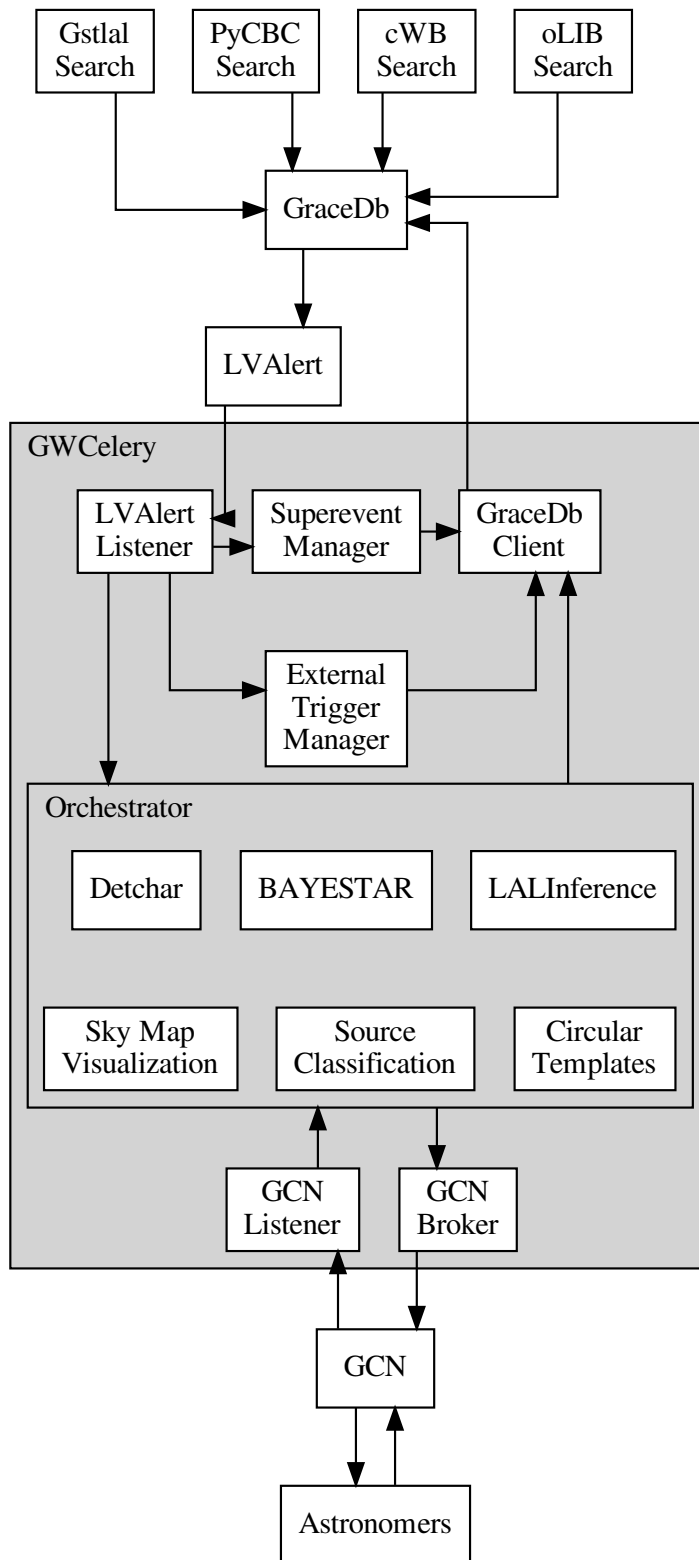 Gstlal
Search
PyCBC
Search
cWB
Search
oLIB
Search
GraceDb
LVAlert
GWCelery
LVAlert
Listener
Superevent
Manager
GraceDb
Client
External
Trigger
Manager
Orchestrator
Detchar
BAYESTAR
LALInference
Sky Map
Visualization
Source
Classification
Circular
Templates
GCN
Listener
GCN
Broker
GCN
Astronomers